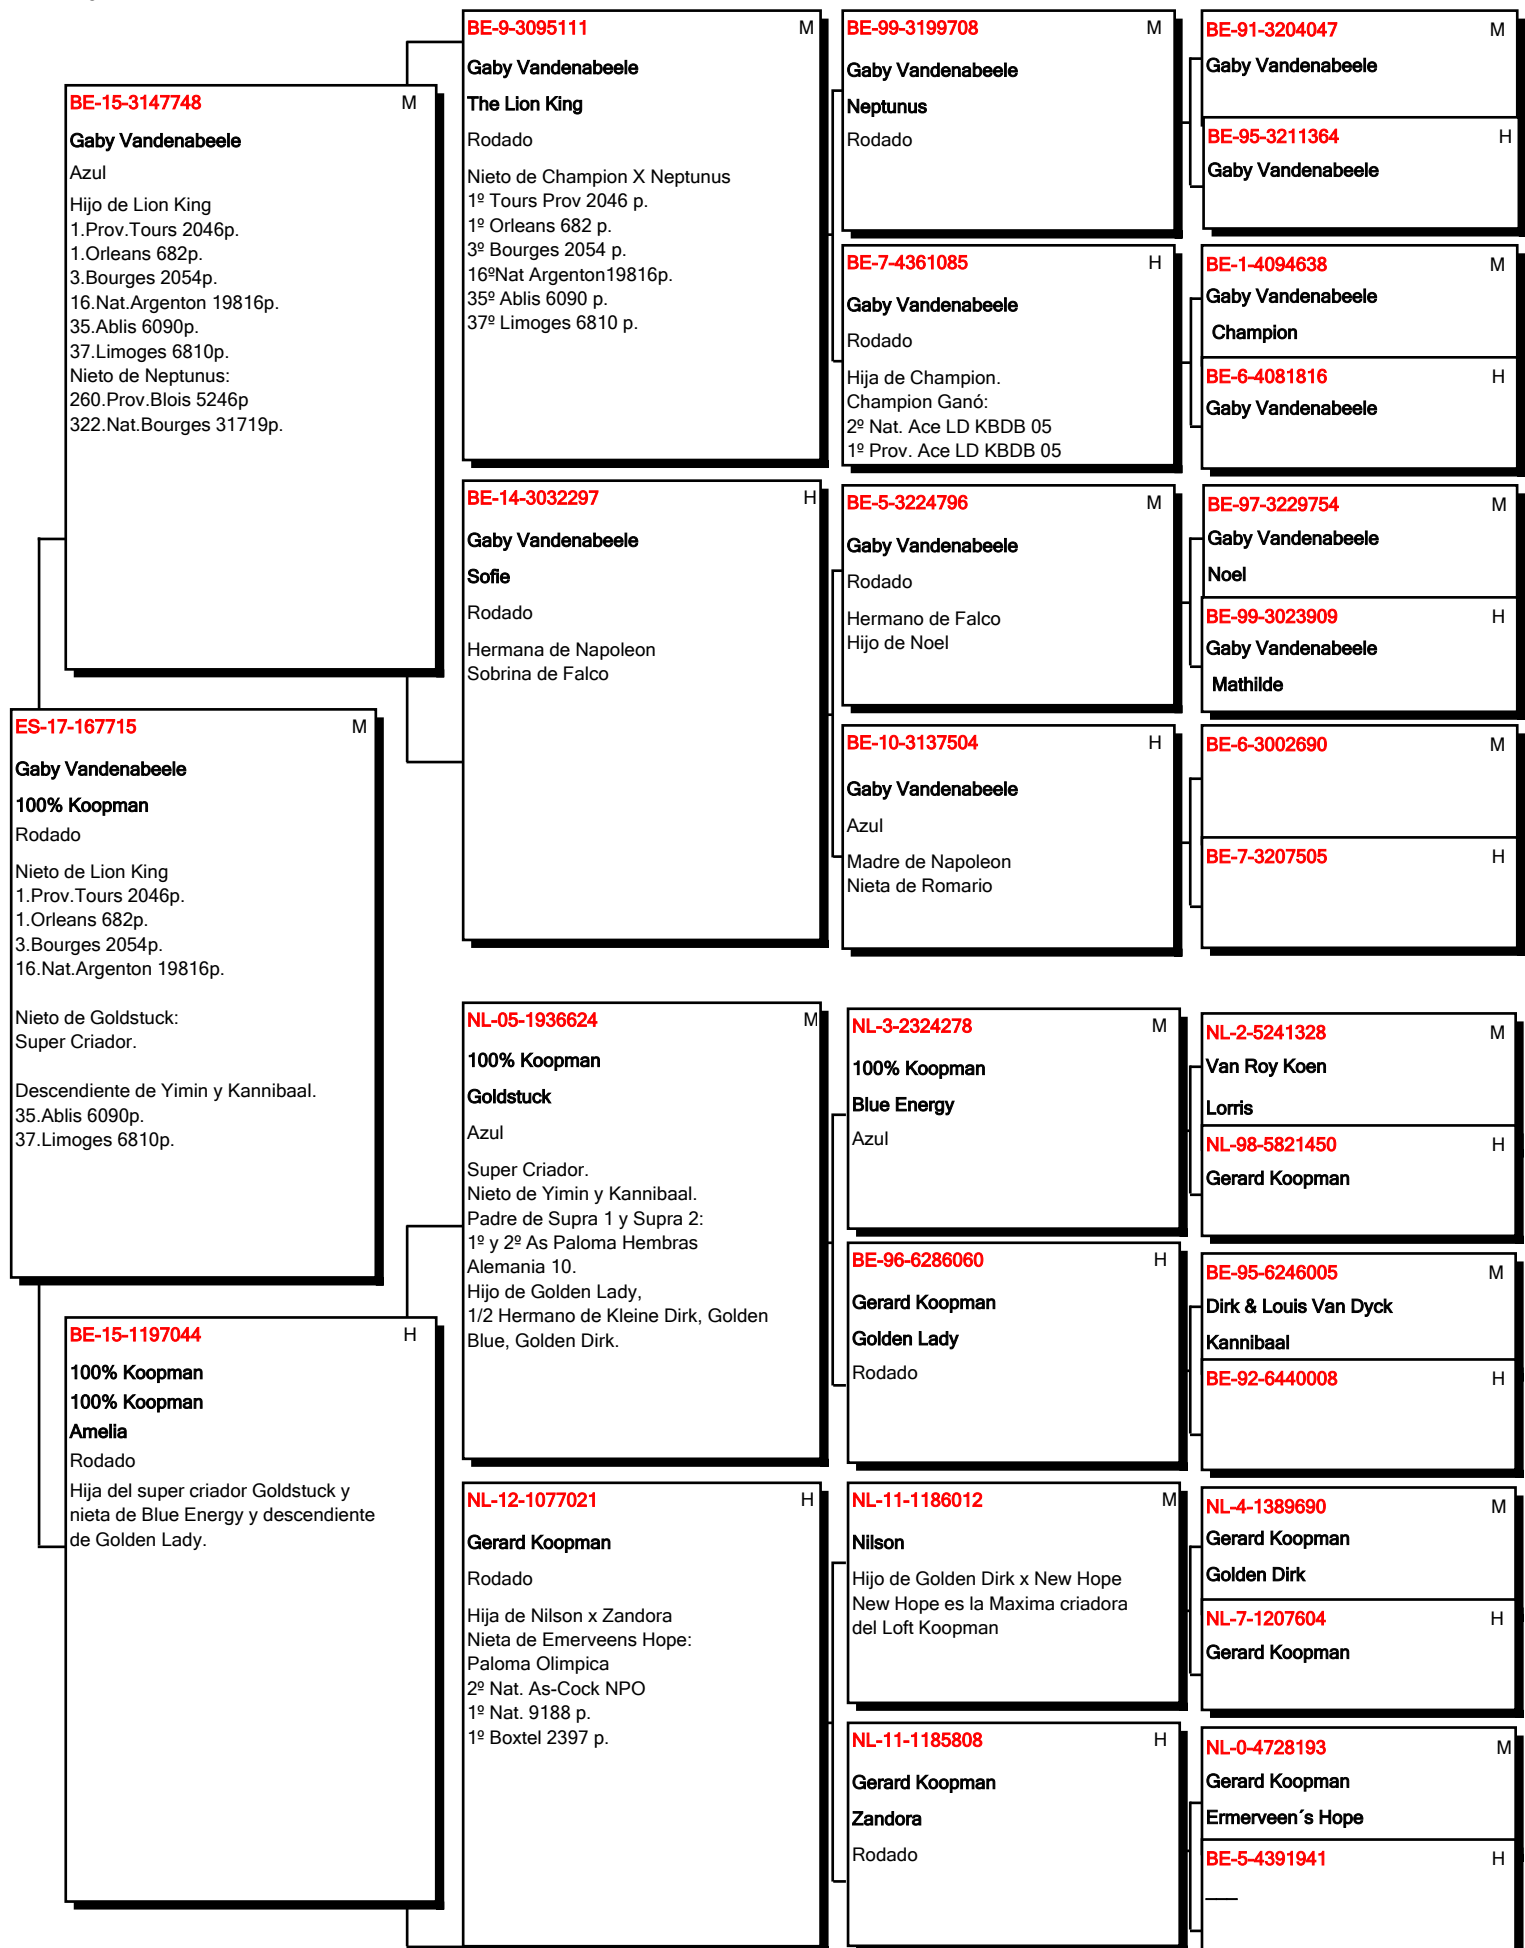 BE-9-3095111 M
Gaby Vandenabeele
The Lion King
Rodado
Nieto de Champion X Neptunus
1º Tours Prov 2046 p.
1º Orleans 682 p.
3º Bourges 2054 p.
16ºNat Argenton19816p.
35º Ablis 6090 p.
37º Limoges 6810 p.
BE-99-3199708 M
Gaby Vandenabeele
Neptunus
Rodado
BE-91-3204047 M
Gaby Vandenabeele
BE-95-3211364 H
Gaby Vandenabeele
BE-15-3147748 M
Gaby Vandenabeele
Azul
Hijo de Lion King
1.Prov.Tours 2046p.
1.Orleans 682p.
3.Bourges 2054p.
16.Nat.Argenton 19816p.
35.Ablis 6090p.
37.Limoges 6810p.
Nieto de Neptunus:
260.Prov.Blois 5246p
322.Nat.Bourges 31719p.
BE-7-4361085 H
Gaby Vandenabeele
Rodado
Hija de Champion.
Champion Ganó:
2º Nat. Ace LD KBDB 05
1º Prov. Ace LD KBDB 05
BE-1-4094638 M
Gaby Vandenabeele
Champion
BE-6-4081816 H
Gaby Vandenabeele
BE-14-3032297 H
Gaby Vandenabeele
Sofie
Rodado
Hermana de Napoleon
Sobrina de Falco
BE-5-3224796 M
Gaby Vandenabeele
Rodado
Hermano de Falco
Hijo de Noel
BE-97-3229754 M
Gaby Vandenabeele
Noel
BE-99-3023909 H
Gaby Vandenabeele
Mathilde
ES-17-167715 M
Gaby Vandenabeele
100% Koopman
Rodado
Nieto de Lion King
1.Prov.Tours 2046p.
1.Orleans 682p.
3.Bourges 2054p.
16.Nat.Argenton 19816p.
Nieto de Goldstuck:
Super Criador.
Descendiente de Yimin y Kannibaal.
35.Ablis 6090p.
37.Limoges 6810p.
BE-10-3137504 H
Gaby Vandenabeele
Azul
Madre de Napoleon
Nieta de Romario
BE-6-3002690 M
BE-7-3207505 H
NL-05-1936624 M
100% Koopman
Goldstuck
Azul
Super Criador.
Nieto de Yimin y Kannibaal.
Padre de Supra 1 y Supra 2:
1º y 2º As Paloma Hembras
Alemania 10.
Hijo de Golden Lady,
1/2 Hermano de Kleine Dirk, Golden
Blue, Golden Dirk.
NL-3-2324278 M
100% Koopman
Blue Energy
Azul
NL-2-5241328 M
Van Roy Koen
Lorris
NL-98-5821450 H
Gerard Koopman
BE-96-6286060 H
Gerard Koopman
Golden Lady
Rodado
BE-95-6246005 M
Dirk & Louis Van Dyck
Kannibaal
BE-92-6440008 H
BE-15-1197044 H
100% Koopman
100% Koopman
Amelia
Rodado
Hija del super criador Goldstuck y
nieta de Blue Energy y descendiente
de Golden Lady.
NL-12-1077021 H
Gerard Koopman
Rodado
Hija de Nilson x Zandora
Nieta de Emerveens Hope:
Paloma Olimpica
2º Nat. As-Cock NPO
1º Nat. 9188 p.
1º Boxtel 2397 p.
NL-11-1186012 M
Nilson
Hijo de Golden Dirk x New Hope
New Hope es la Maxima criadora
del Loft Koopman
NL-4-1389690 M
Gerard Koopman
Golden Dirk
NL-7-1207604 H
Gerard Koopman
NL-11-1185808 H
Gerard Koopman
Zandora
Rodado
NL-0-4728193 M
Gerard Koopman
Ermerveen´s Hope
BE-5-4391941 H
___